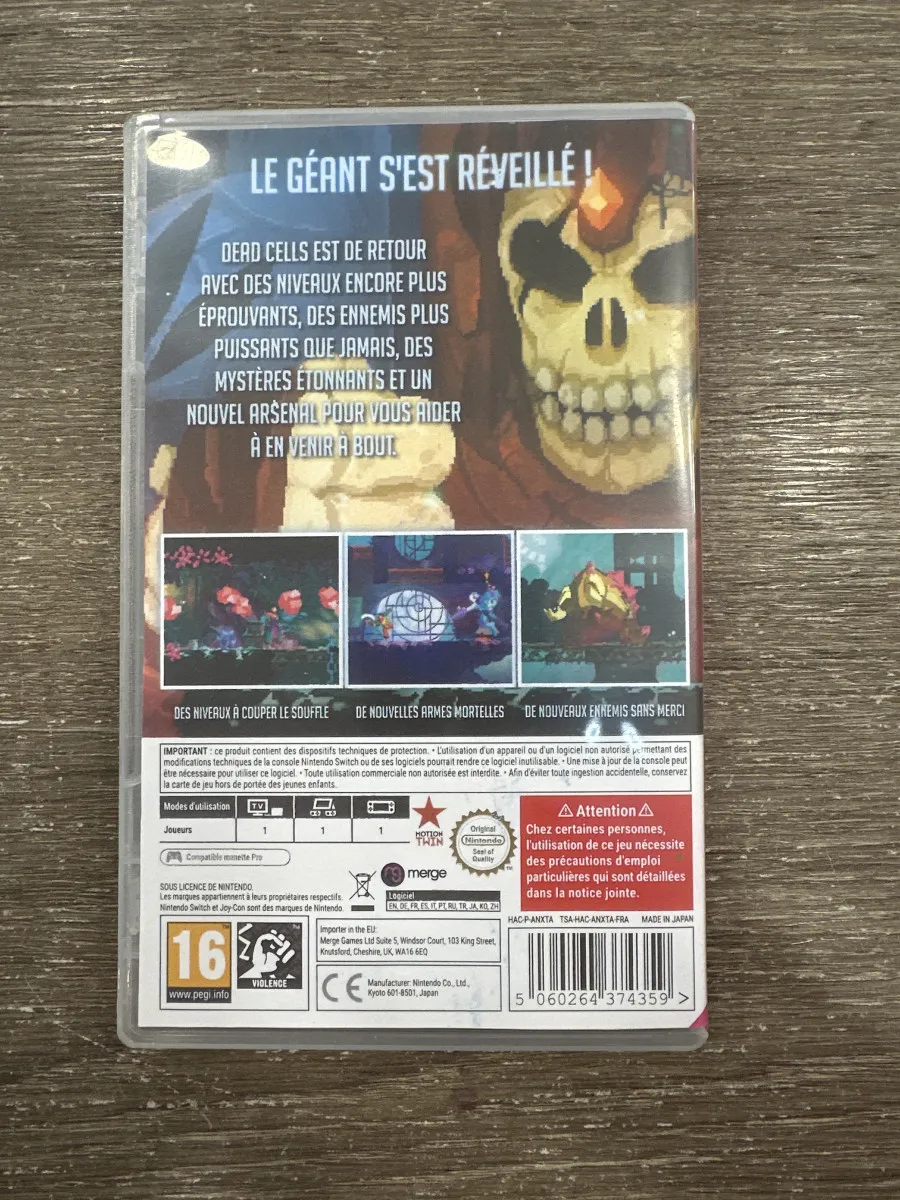 LE GÉANT S'EST RÉVEILLÉ !
DEAD CELLS EST DE RETOUR
AVEC DES NIVEAUX ENCORE PLUS
ÉPROUVANTS, DES ENNEMIS PLUS
PUISSANTS QUE JAMAIS, DES
MYSTÈRES ÉTONNANTS ET UN
NOUVEL ARSENAL POUR VOUS AIDER
À EN VENIR À BOUT.
DES NIVEAUX À COUPER LE SOUFFLE
DE NOUVELLES ARMES MORTELLES
DE NOUVEAUX ENNEMIS SANS MERCI
IMPORTANT : ce produit contient des dispositifs techniques de protection. • L'utilisation d'un appareil ou d'un logiciel non autorisé permettant des
modifications techniques de la console Nintendo Switch ou de ses logiciels pourrait rendre ce logiciel inutilisable. • Une mise à jour de la console peut
être nécessaire pour utiliser ce logiciel. • Toute utilisation commerciale non autorisée est interdite. • Afin d'éviter toute ingestion accidentelle, conservez
la carte de jeu hors de portée des jeunes enfants.
Modes d'utilisation
TV
Joueurs
1
1
1
Compatible manette Pro
MOTION
TWIN
Original
Nintendo
Seal of
Quality
TM
merge
⚠ Attention ⚠
Chez certaines personnes,
l'utilisation de ce jeu nécessite
des précautions d'emploi
particulières qui sont détaillées
dans la notice jointe.
SOUS LICENCE DE NINTENDO.
Les marques appartiennent à leurs propriétaires respectifs.
Nintendo Switch et Joy-Con sont des marques de Nintendo.
Logiciel
EN, DE, FR, ES, IT, PT, RU, TR, JA, KO, ZH
HAC-P-ANXTA TSA-HAC-ANXTA-FRA MADE IN JAPAN
16
www.pegi.info
VIOLENCE
Importer in the EU:
Merge Games Ltd Suite 5, Windsor Court, 103 King Street,
Knutsford, Cheshire, UK, WA16 6EQ
CE
Manufacturer: Nintendo Co., Ltd.,
Kyoto 601-8501, Japan
5 060264 374359 >